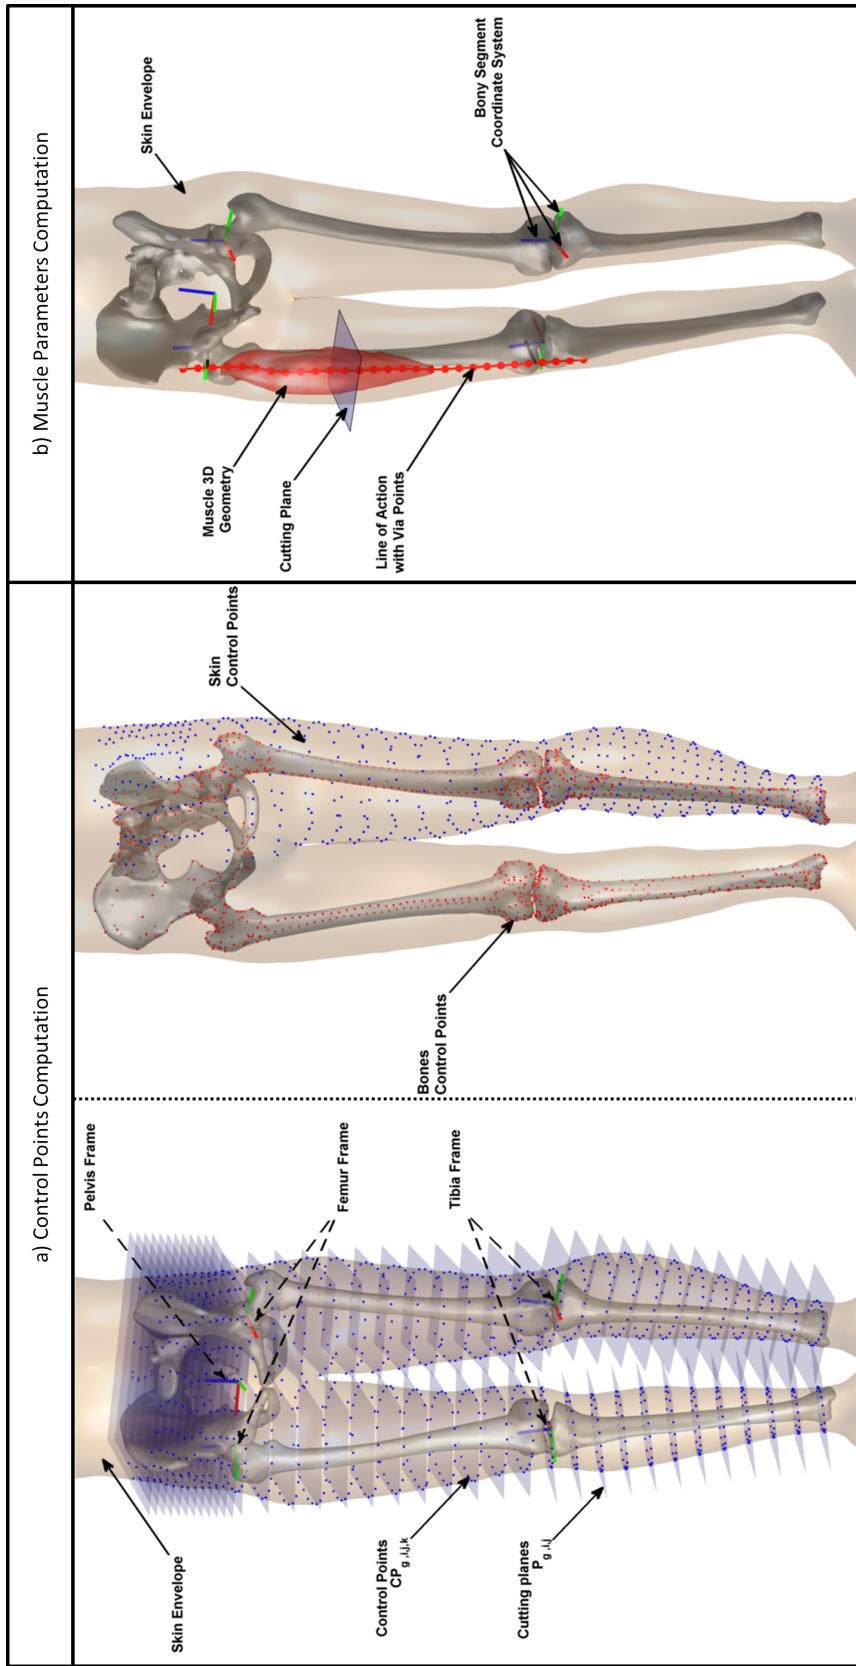 a) Control Points Computation
b) Muscle Parameters Computation
Skin Envelope
Pelvis Frame
Femur Frame
Control Points
CP g,i,j,k
Tibia Frame
Cutting planes
P g,i,j
Skin
Control Points
Bones
Control Points
Skin Envelope
Muscle 3D
Geometry
Cutting Plane
Line of Action
with Via Points
Bony Segment
Coordinate System